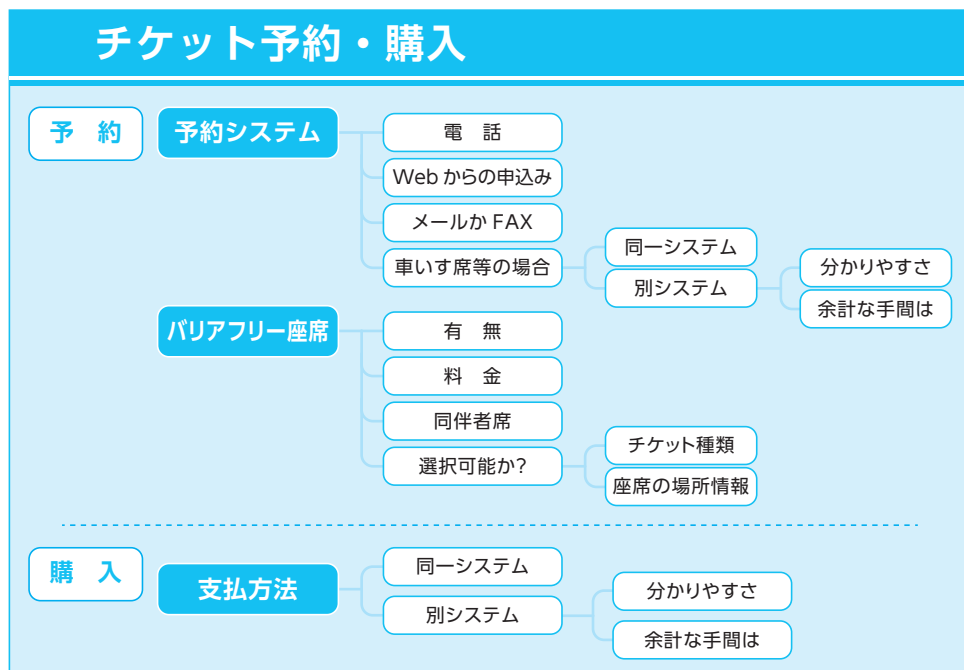 チケット予約・購入
予　約
予約システム
電　話
Web からの申込み
メールか FAX
車いす席等の場合
同一システム
別システム
分かりやすさ
余計な手間は
バリアフリー座席
有　無
料　金
同伴者席
選択可能か?
チケット種類
座席の場所情報
購　入
支払方法
同一システム
別システム
分かりやすさ
余計な手間は